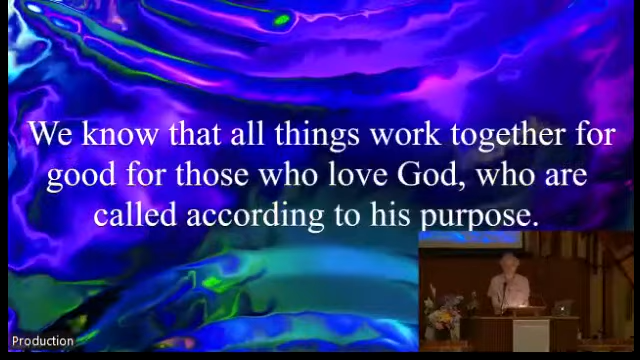 We know that all things work together for
good for those who love God, who are
called according to his purpose.
Production